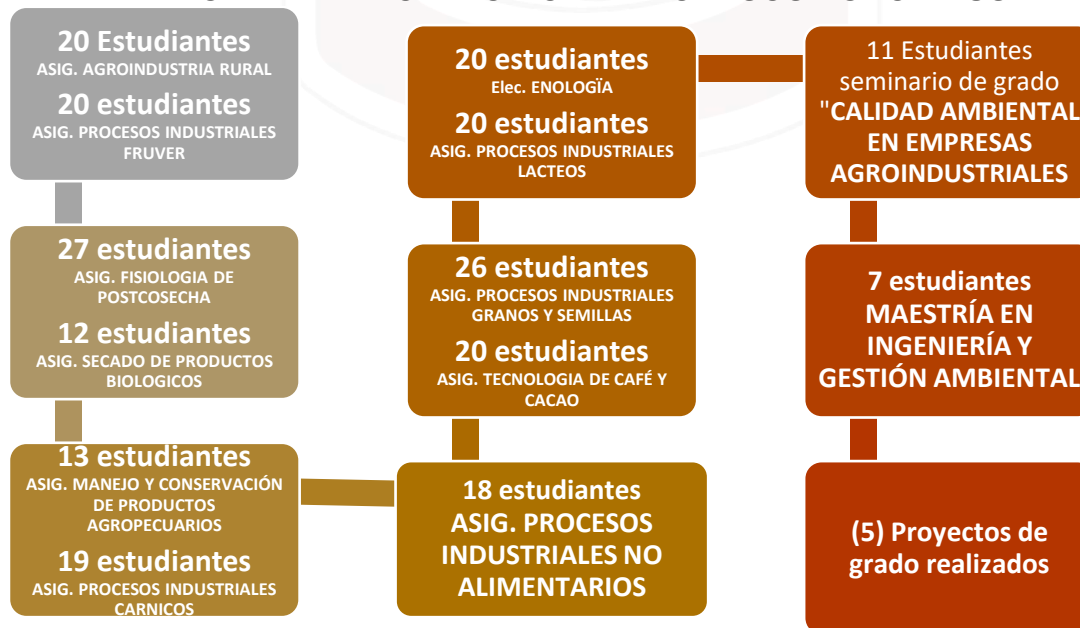 20 Estudiantes
ASIG. AGROINDUSTRIA RURAL
20 estudiantes
ASIG. PROCESOS INDUSTRIALES
FRUVER
27 estudiantes
ASIG. FISIOLOGIA DE
POSTCOSECHA
12 estudiantes
ASIG. SECADO DE PRODUCTOS
BIOLOGICOS
13 estudiantes
ASIG. MANEJO Y CONSERVACIÓN
DE PRODUCTOS
AGROPECUARIOS
19 estudiantes
ASIG. PROCESOS INDUSTRIALES
CARNICOS
18 estudiantes
ASIG. PROCESOS
INDUSTRIALES NO
ALIMENTARIOS
26 estudiantes
ASIG. PROCESOS INDUSTRIALES
GRANOS Y SEMILLAS
20 estudiantes
ASIG. TECNOLOGIA DE CAFÉ Y
CACAO
20 estudiantes
Elec. ENOLOGÏA
20 estudiantes
ASIG. PROCESOS INDUSTRIALES
LACTEOS
11 Estudiantes
seminario de grado
"CALIDAD AMBIENTAL
EN EMPRESAS
AGROINDUSTRIALES
7 estudiantes
MAESTRÍA EN
INGENIERÍA Y
GESTIÓN AMBIENTAL
(5) Proyectos de
grado realizados